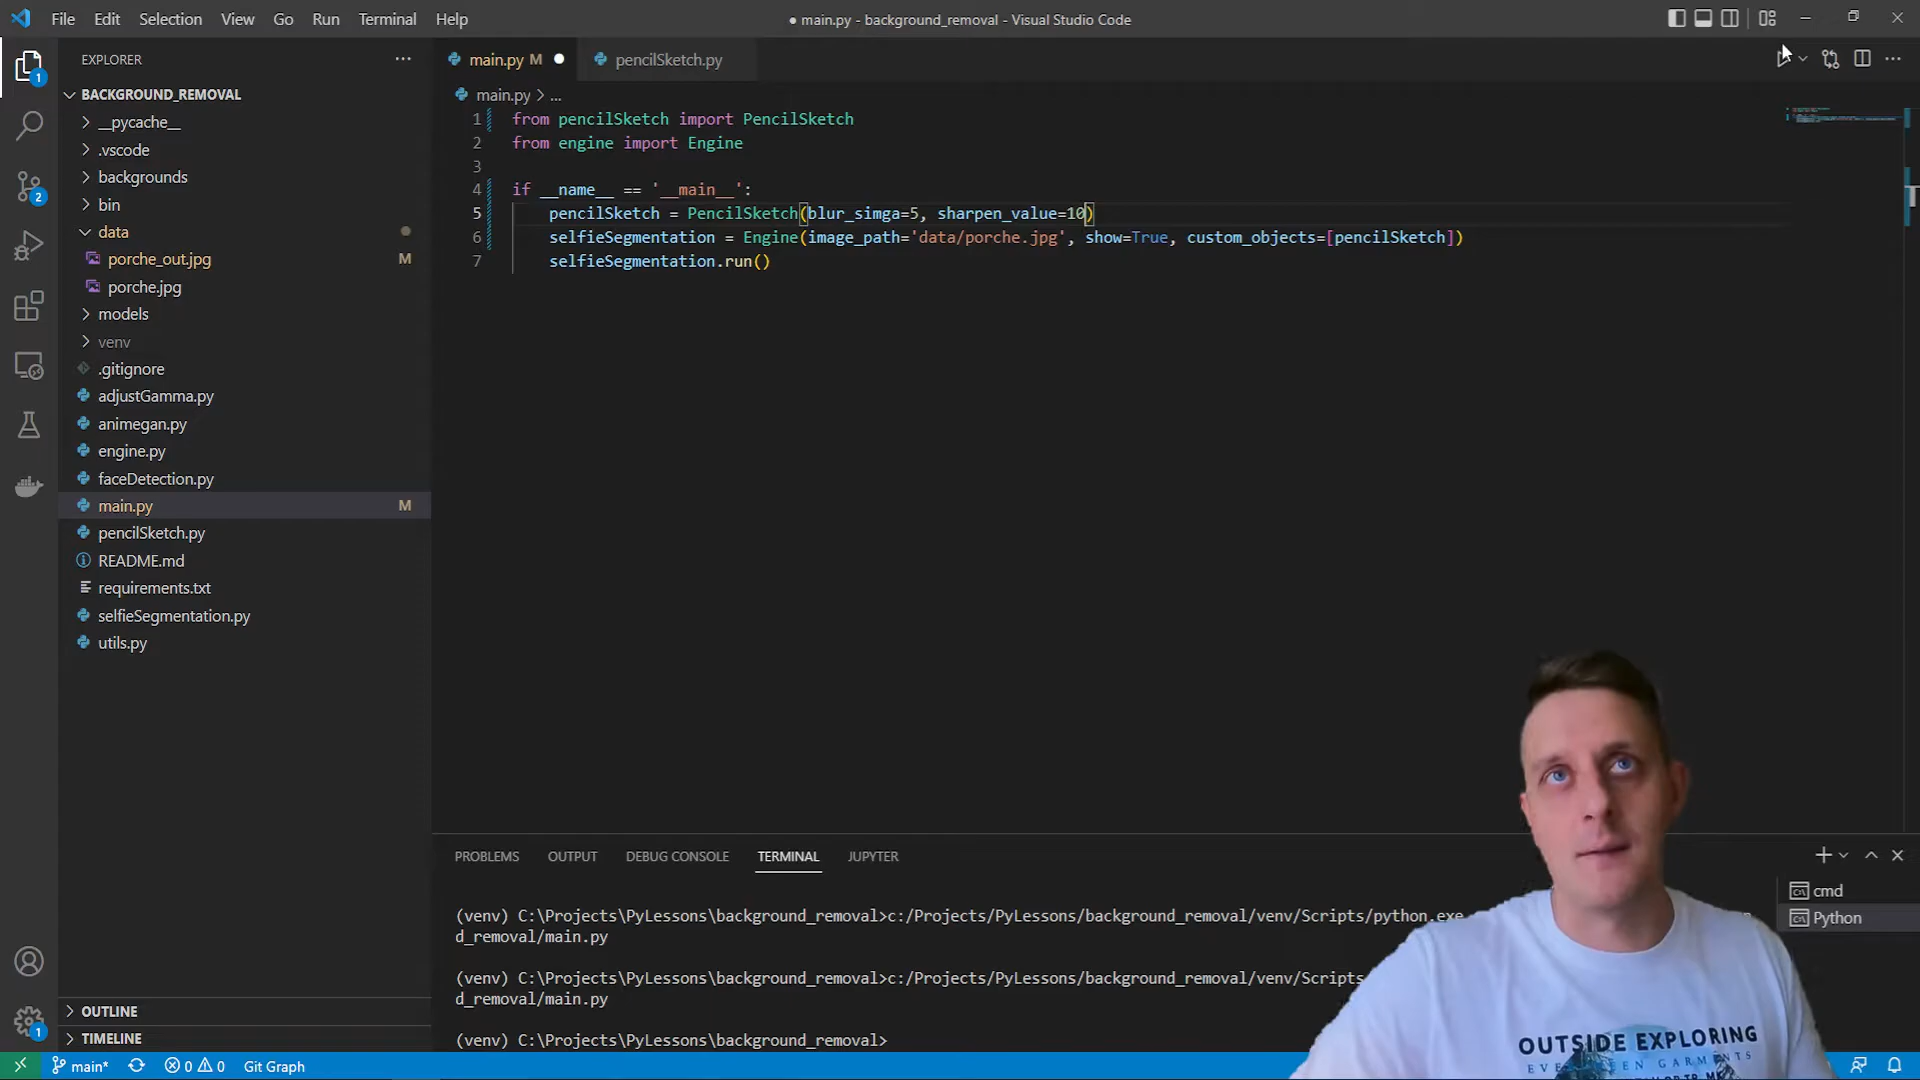 File Edit Selection View Go Run Terminal Help
● main.py - background_removal - Visual Studio Code
EXPLORER
BACKGROUND_REMOVAL
__pycache__
.vscode
backgrounds
bin
data
porche_out.jpg M
porche.jpg
models
venv
.gitignore
adjustGamma.py
animegan.py
engine.py
faceDetection.py
main.py M
pencilSketch.py
README.md
requirements.txt
selfieSegmentation.py
utils.py
OUTLINE
TIMELINE
main.py M
pencilSketch.py
main.py > ...
1 from pencilSketch import PencilSketch
2 from engine import Engine
3
4 if __name__ == '__main__':
5 pencilSketch = PencilSketch(blur_simga=5, sharpen_value=10)
6 selfieSegmentation = Engine(image_path='data/porche.jpg', show=True, custom_objects=[pencilSketch])
7 selfieSegmentation.run()
PROBLEMS OUTPUT DEBUG CONSOLE TERMINAL JUPYTER
cmd
Python
(venv) C:\Projects\PyLessons\background_removal>c:/Projects/PyLessons/background_removal/venv/Scripts/python.exe
d_removal/main.py
(venv) C:\Projects\PyLessons\background_removal>c:/Projects/PyLessons/background_removal/venv/Scripts
d_removal/main.py
(venv) C:\Projects\PyLessons\background_removal>
OUTSIDE EXPLORING
GARMENTS
main* 0 0 Git Graph
1
2
1